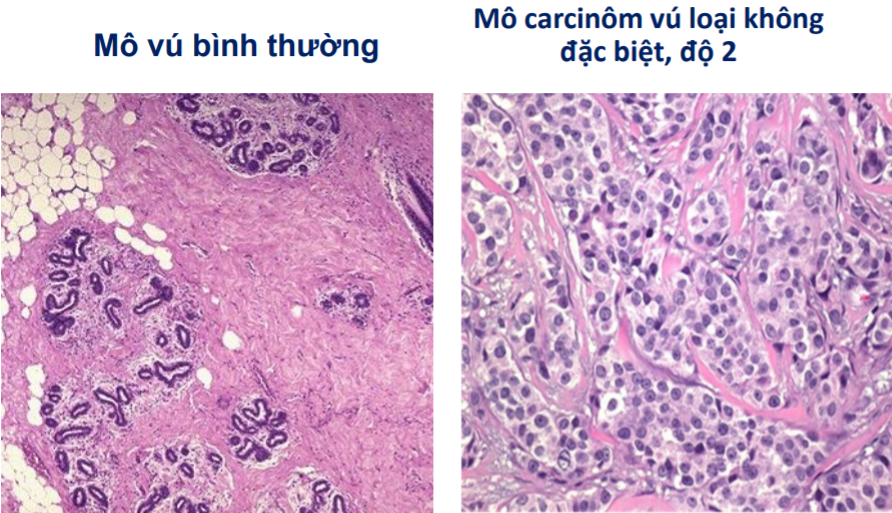 Mô vú bình thường
Mô carcinôm vú loại không
đặc biệt, độ 2